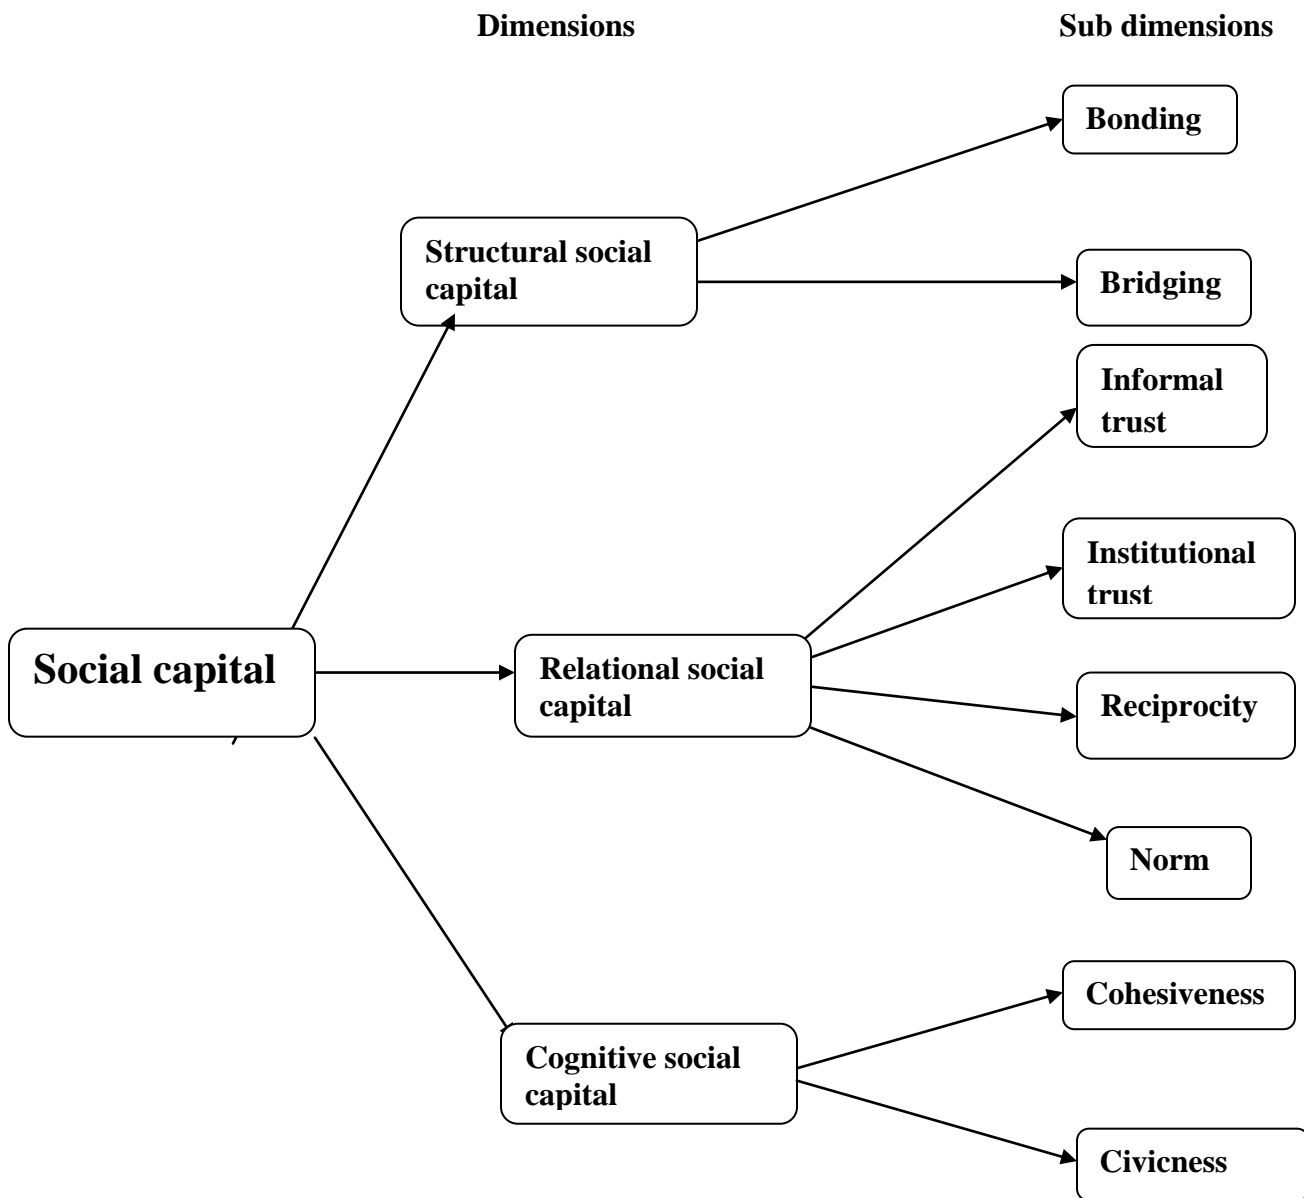 Dimensions
Sub dimensions
Bonding
Structural social
capital
Bridging
Informal
trust
Institutional
trust
Social capital
Relational social
capital
Reciprocity
Norm
Cohesiveness
Cognitive social
capital
Civicness